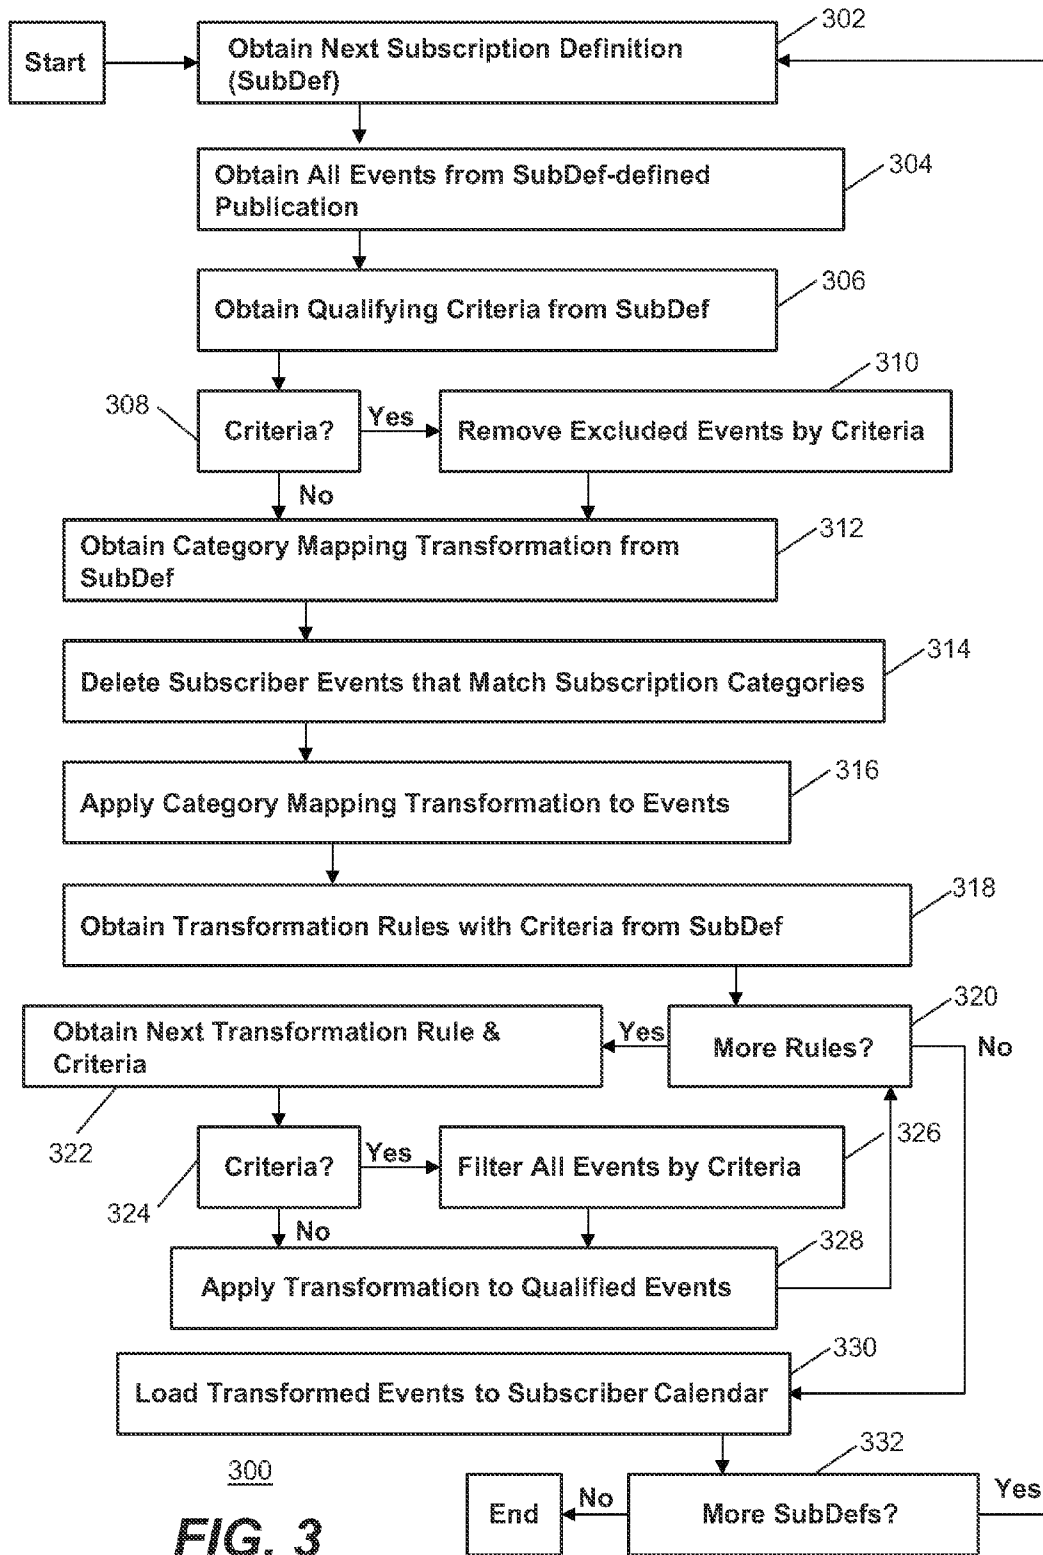 302
Start
Obtain Next Subscription Definition
(SubDef)
304
Obtain All Events from SubDef-defined
Publication
306
Obtain Qualifying Criteria from SubDef
310
308
Criteria?
Yes
Remove Excluded Events by Criteria
No
312
Obtain Category Mapping Transformation from
SubDef
314
Delete Subscriber Events that Match Subscription Categories
316
Apply Category Mapping Transformation to Events
318
Obtain Transformation Rules with Criteria from SubDef
320
Obtain Next Transformation Rule &
Criteria
Yes
More Rules?
No
322
324
Criteria?
Yes
Filter All Events by Criteria
326
No
328
Apply Transformation to Qualified Events
330
Load Transformed Events to Subscriber Calendar
332
300
End
No
More SubDefs?
Yes
FIG. 3